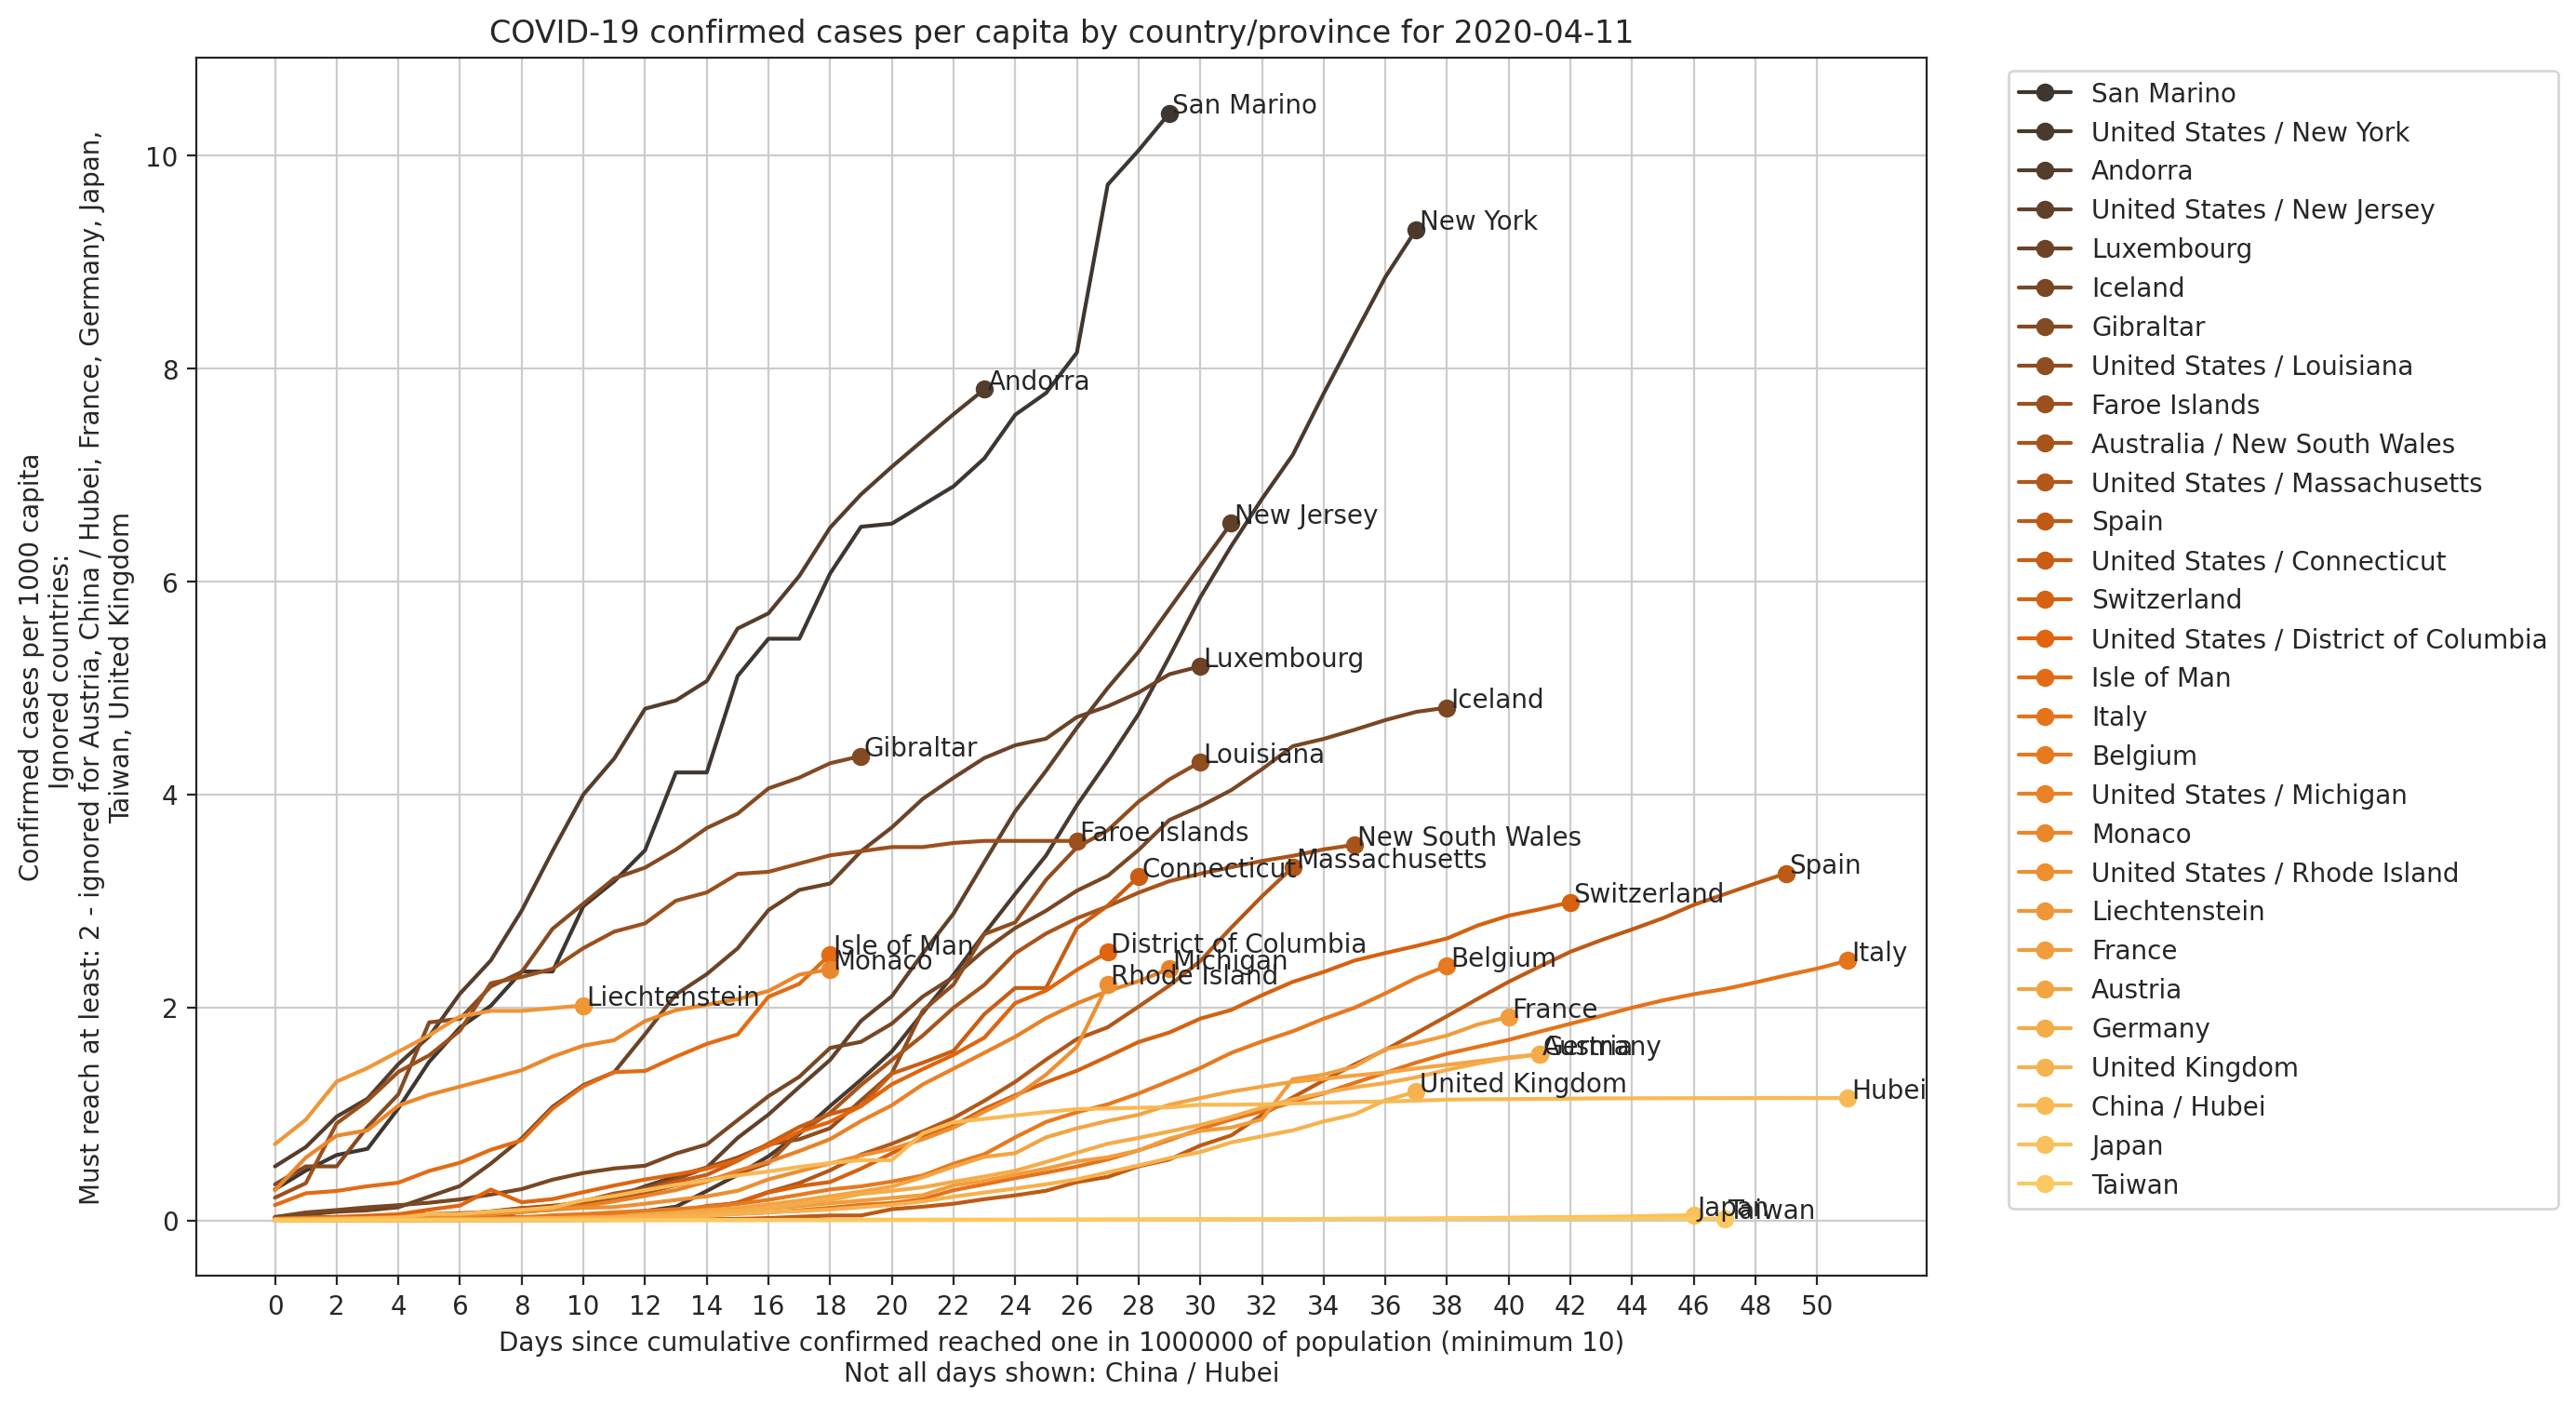 COVID-19 confirmed cases per capita by country/province for 2020-04-11
Confirmed cases per 1000 capita
Ignored countries:
Must reach at least: 2 - ignored for Austria, China / Hubei, France, Germany, Japan,
Taiwan, United Kingdom
10
8
6
4
2
0
San Marino
New York
Andorra
New Jersey
Luxembourg
Iceland
Gibraltar
Louisiana
Faroe Islands
New South Wales
Massachusetts
Connecticut
Spain
Switzerland
Isle of Man
Monaco
District of Columbia
Michigan
Rhode Island
Belgium
Italy
Liechtenstein
France
Austria
Germany
United Kingdom
Hubei
Japan
Taiwan
0 2 4 6 8 10 12 14 16 18 20 22 24 26 28 30 32 34 36 38 40 42 44 46 48 50
Days since cumulative confirmed reached one in 1000000 of population (minimum 10)
Not all days shown: China / Hubei
San Marino
United States / New York
Andorra
United States / New Jersey
Luxembourg
Iceland
Gibraltar
United States / Louisiana
Faroe Islands
Australia / New South Wales
United States / Massachusetts
Spain
United States / Connecticut
Switzerland
United States / District of Columbia
Isle of Man
Italy
Belgium
United States / Michigan
Monaco
United States / Rhode Island
Liechtenstein
France
Austria
Germany
United Kingdom
China / Hubei
Japan
Taiwan